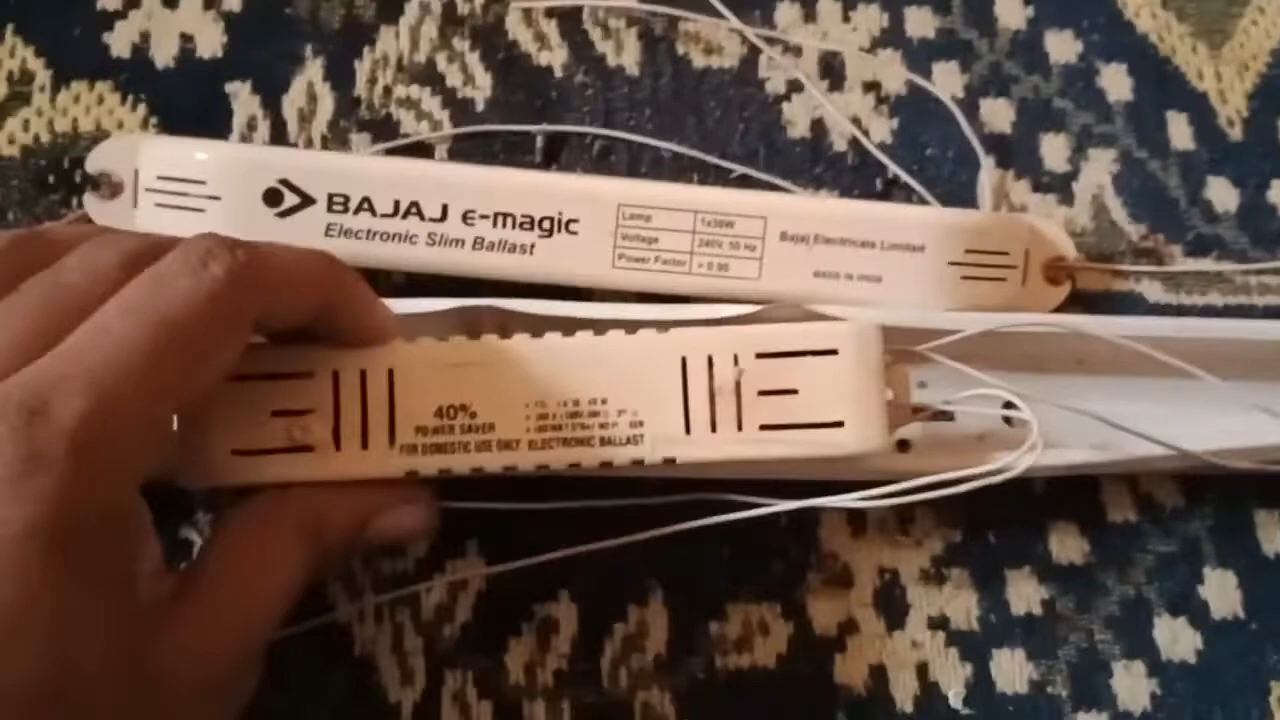 BAJAJ e-magic
Electronic Slim Ballast
Lamp 1x36W
Voltage 240V, 50 Hz
Power Factor > 0.95
Bajaj Electricals Limited
MADE IN INDIA
40%
POWER SAVER
FOR DOMESTIC USE ONLY ELECTRONIC BALLAST